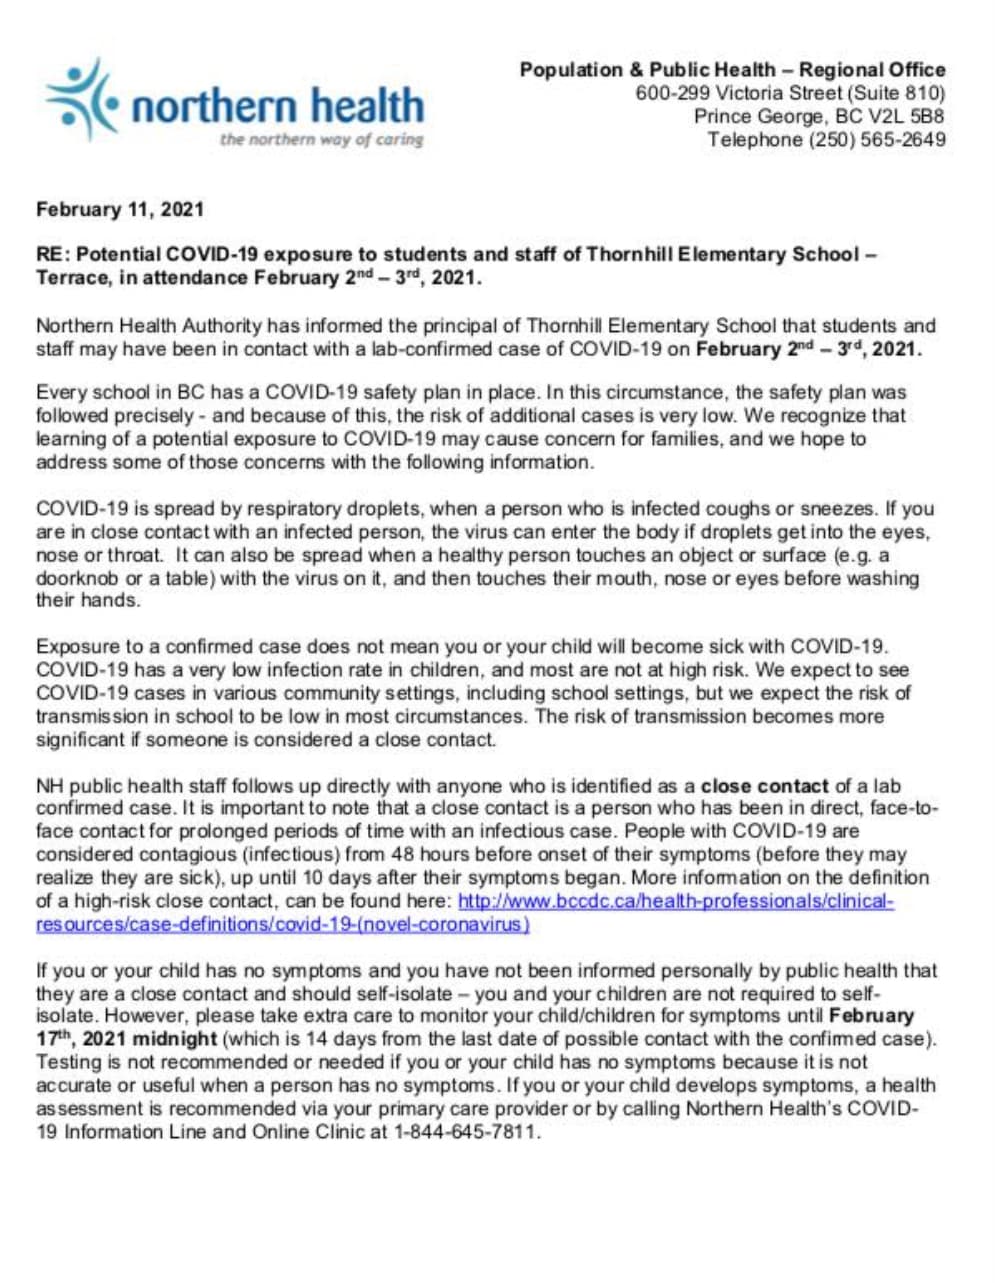 northern health
the northern way of caring
Population & Public Health – Regional Office
600-299 Victoria Street (Suite 810)
Prince George, BC V2L 5B8
Telephone (250) 565-2649
February 11, 2021
RE: Potential COVID-19 exposure to students and staff of Thornhill Elementary School –
Terrace, in attendance February 2nd – 3rd, 2021.
Northern Health Authority has informed the principal of Thornhill Elementary School that students and
staff may have been in contact with a lab-confirmed case of COVID-19 on February 2nd – 3rd, 2021.
Every school in BC has a COVID-19 safety plan in place. In this circumstance, the safety plan was
followed precisely - and because of this, the risk of additional cases is very low. We recognize that
learning of a potential exposure to COVID-19 may cause concern for families, and we hope to
address some of those concerns with the following information.
COVID-19 is spread by respiratory droplets, when a person who is infected coughs or sneezes. If you
are in close contact with an infected person, the virus can enter the body if droplets get into the eyes,
nose or throat. It can also be spread when a healthy person touches an object or surface (e.g. a
doorknob or a table) with the virus on it, and then touches their mouth, nose or eyes before washing
their hands.
Exposure to a confirmed case does not mean you or your child will become sick with COVID-19.
COVID-19 has a very low infection rate in children, and most are not at high risk. We expect to see
COVID-19 cases in various community settings, including school settings, but we expect the risk of
transmission in school to be low in most circumstances. The risk of transmission becomes more
significant if someone is considered a close contact.
NH public health staff follows up directly with anyone who is identified as a close contact of a lab
confirmed case. It is important to note that a close contact is a person who has been in direct, face-to-
face contact for prolonged periods of time with an infectious case. People with COVID-19 are
considered contagious (infectious) from 48 hours before onset of their symptoms (before they may
realize they are sick), up until 10 days after their symptoms began. More information on the definition
of a high-risk close contact, can be found here: http://www.bccdc.ca/health-professionals/clinical-
resources/case-definitions/covid-19-(novel-coronavirus)
If you or your child has no symptoms and you have not been informed personally by public health that
they are a close contact and should self-isolate – you and your children are not required to self-
isolate. However, please take extra care to monitor your child/children for symptoms until February
17th, 2021 midnight (which is 14 days from the last date of possible contact with the confirmed case).
Testing is not recommended or needed if you or your child has no symptoms because it is not
accurate or useful when a person has no symptoms. If you or your child develops symptoms, a health
assessment is recommended via your primary care provider or by calling Northern Health's COVID-
19 Information Line and Online Clinic at 1-844-645-7811.